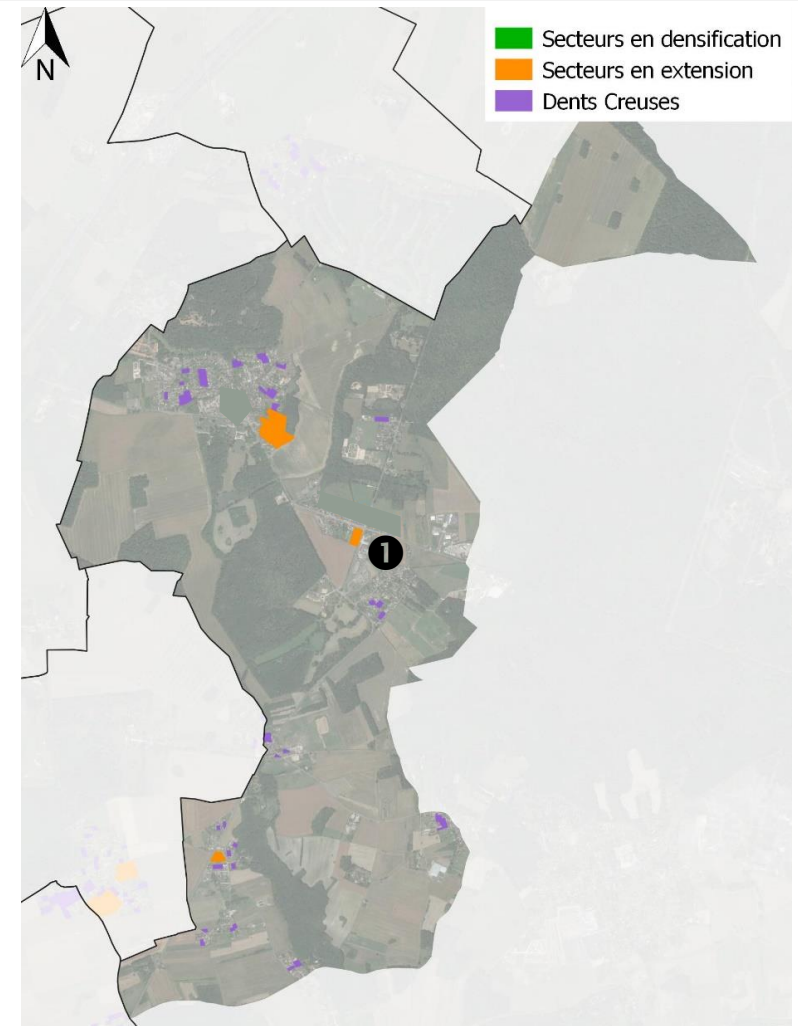 N
Secteurs en densification
Secteurs en extension
Dents Creuses
1